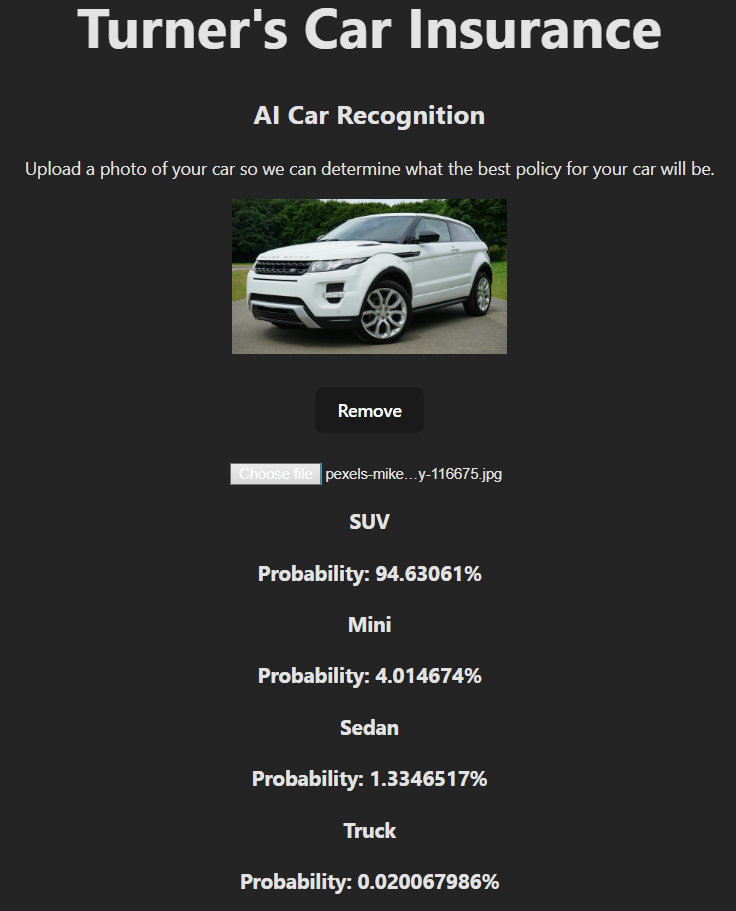 Turner's Car Insurance
AI Car Recognition
Upload a photo of your car so we can determine what the best policy for your car will be.
Remove
Choose file pexels-mike...y-116675.jpg
SUV
Probability: 94.63061%
Mini
Probability: 4.014674%
Sedan
Probability: 1.3346517%
Truck
Probability: 0.020067986%